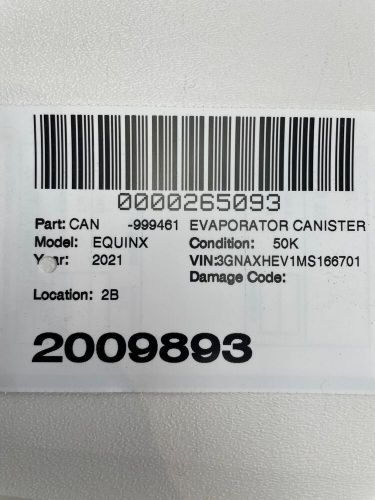 0000265093
Part: CAN -999461 EVAPORATOR CANISTER
Model: EQUINX Condition: 50K
Year: 2021 VIN:3GNAXHEV1MS166701
Damage Code:
Location: 2B
2009893